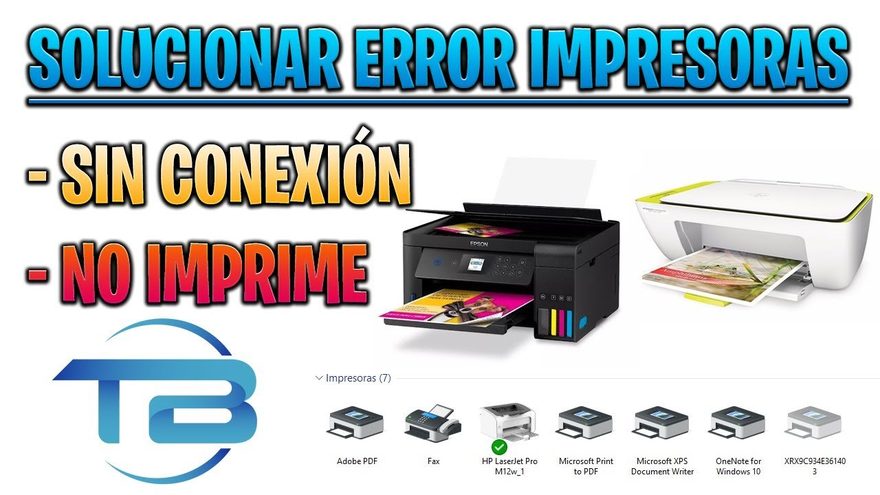 SOLUCIONAR ERROR IMPRESORAS
- SIN CONEXIÓN
- NO IMPRIME
EPSON
TB
Impresoras (7)
Adobe PDF
Fax
HP LaserJet Pro
M12w_1
Microsoft Print
to PDF
Microsoft XPS
Document Writer
OneNote for
Windows 10
XRX9C934E36140
3